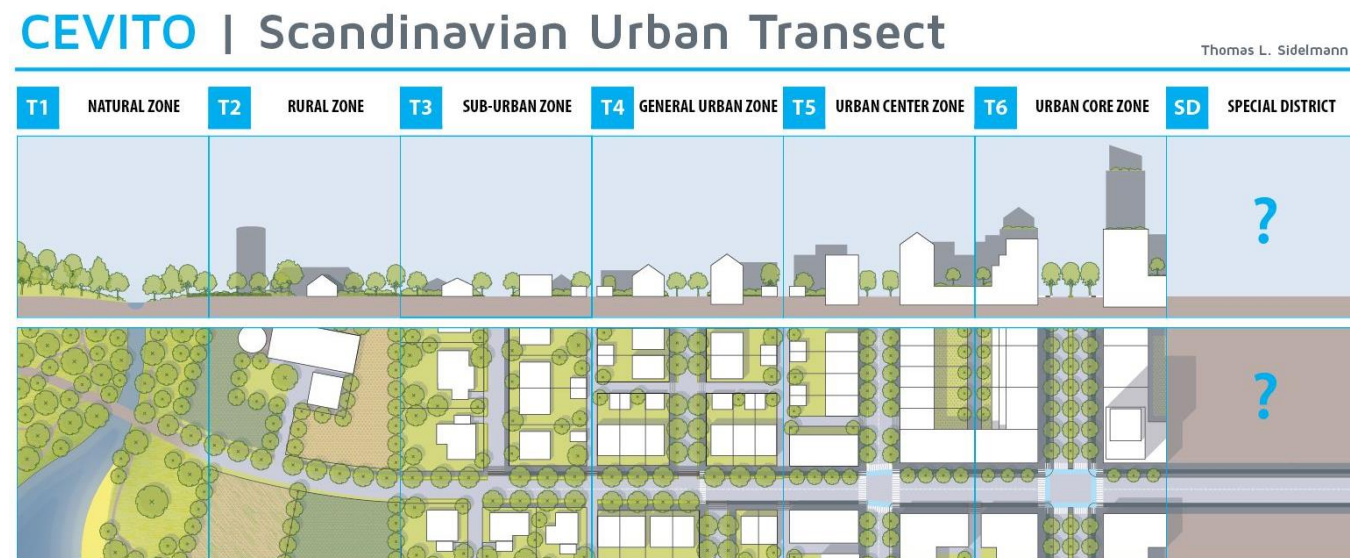 CEVITO | Scandinavian Urban Transect
Thomas L. Sidelmann
T1 NATURAL ZONE T2 RURAL ZONE T3 SUB-URBAN ZONE T4 GENERAL URBAN ZONE T5 URBAN CENTER ZONE T6 URBAN CORE ZONE SD SPECIAL DISTRICT
?
?